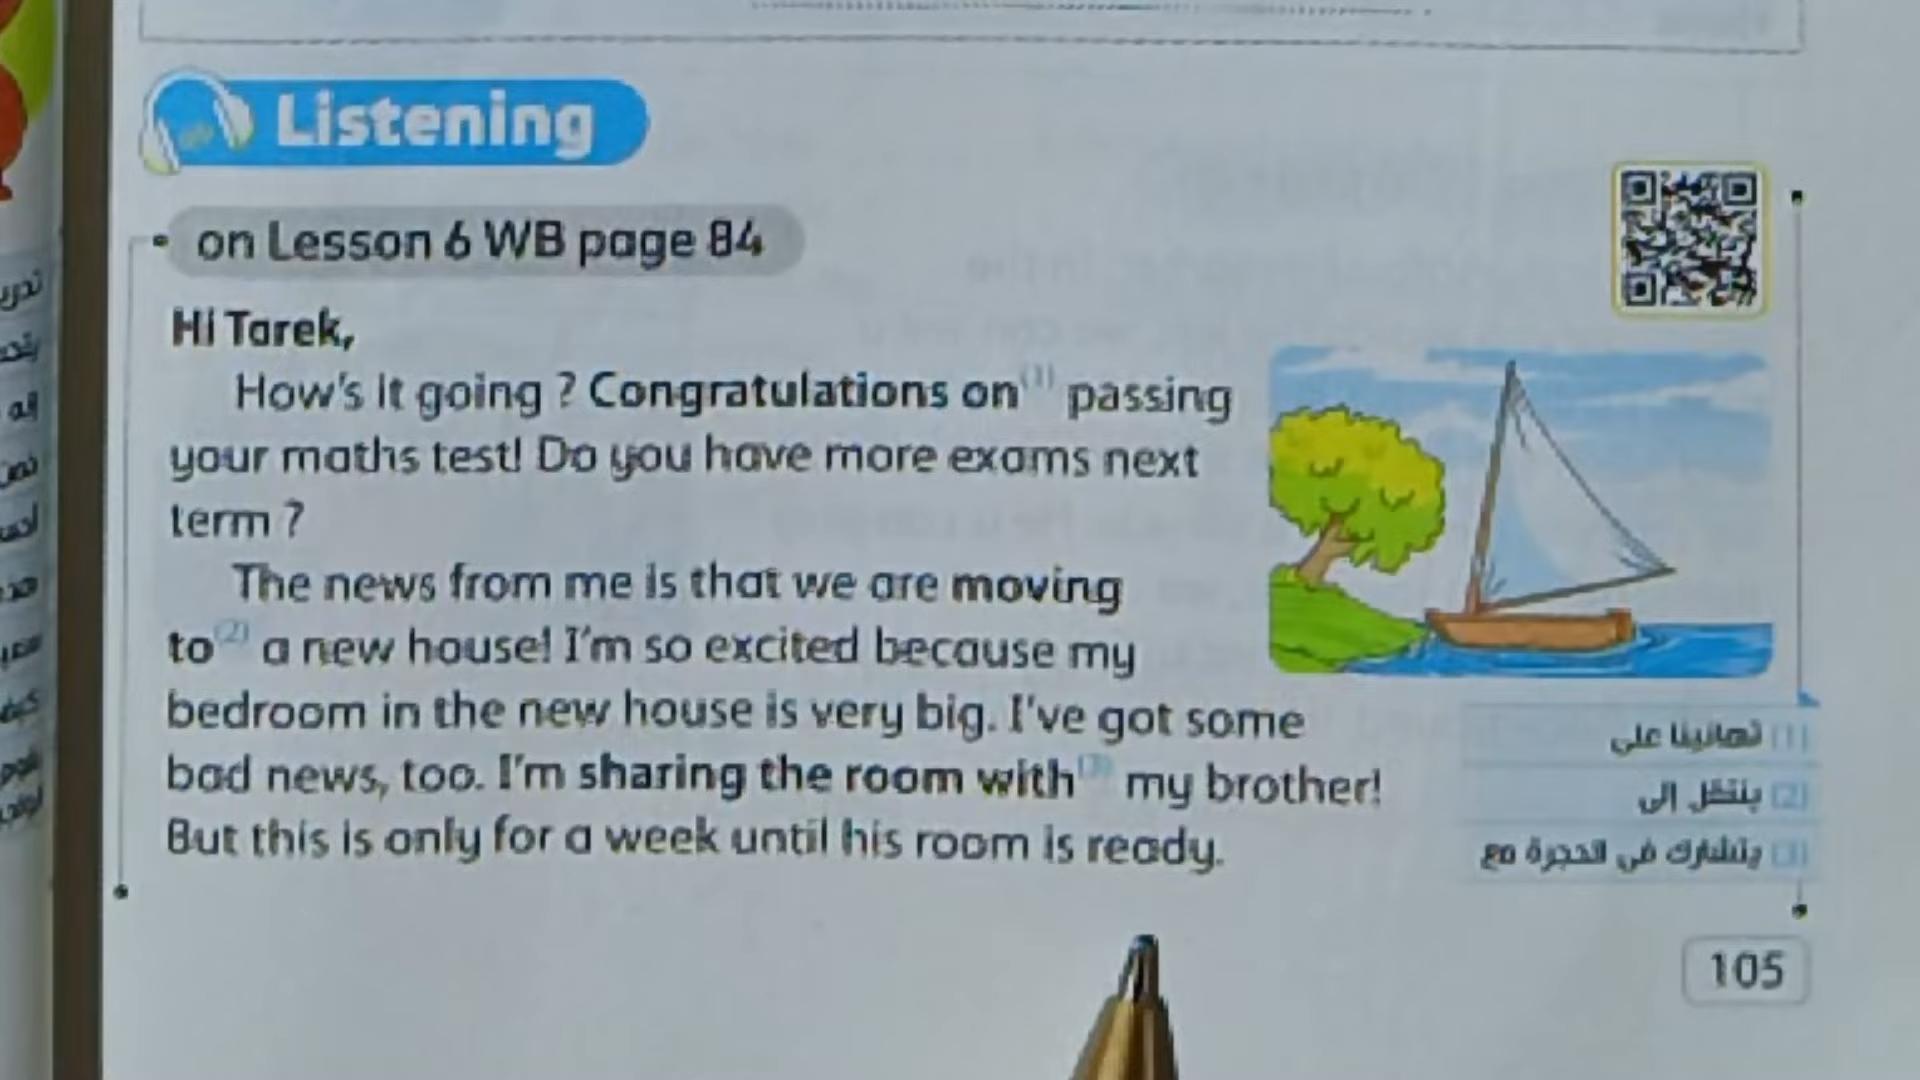 Listening
on Lesson 6 WB page 84
Hi Tarek,
How's it going ? Congratulations on(1) passing
your maths test! Do you have more exams next
term ?
The news from me is that we are moving
to(2) a new house! I'm so excited because my
bedroom in the new house is very big. I've got some
bad news, too. I'm sharing the room with(3) my brother!
But this is only for a week until his room is ready.
(1) تهانينا على
(2) ينتقل إلى
(3) يتشارك في الحجرة مع
105